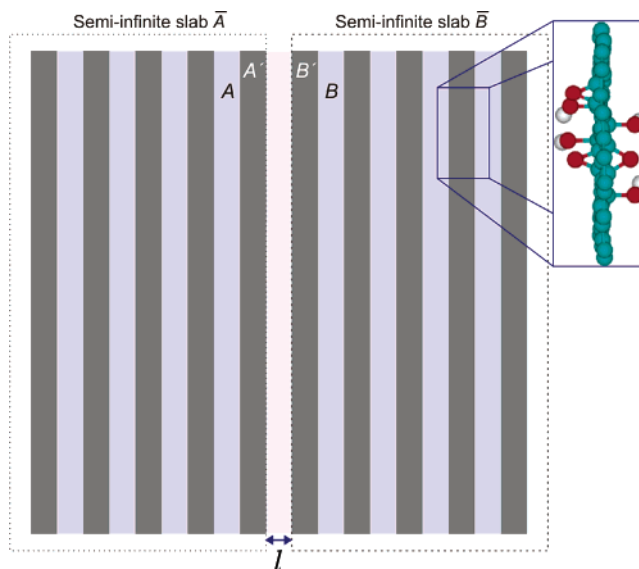 Semi-infinite slab A̅
Semi-infinite slab B̅
A´
B´
A
B
l